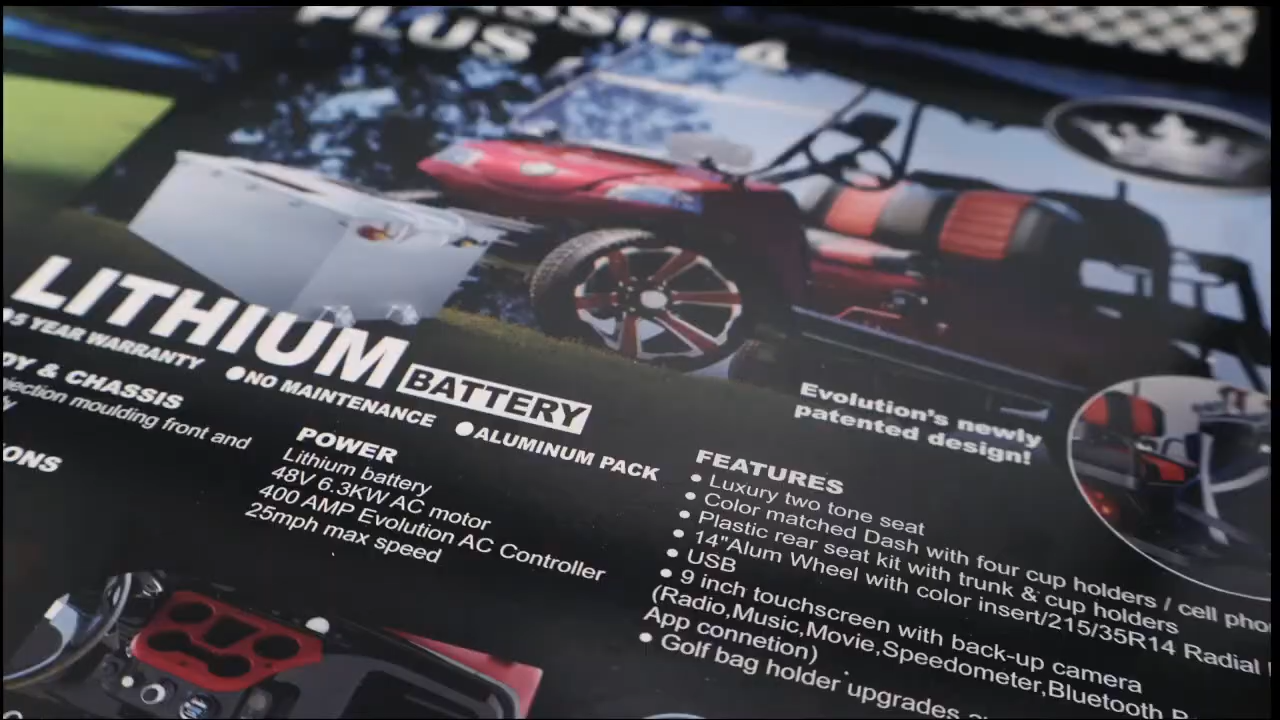 CLASSIC 4
PLUS
LITHIUM
BATTERY
5 YEAR WARRANTY
NO MAINTENANCE
ALUMINUM PACK
& CHASSIS
moulding front and
POWER
Lithium battery
48V 6.3KW AC motor
400 AMP Evolution AC Controller
25mph max speed
Evolution's newly
patented design!
FEATURES
Luxury two tone seat
Color matched Dash with four cup holders / cell
Plastic rear seat kit with trunk & cup holders
14"Alum Wheel with color insert/215/35R14 Radial
USB
9 inch touchscreen with back-up camera
(Radio,Music,Movie,Speedometer,Bluetooth
App connetion)
Golf bag holder upgrades